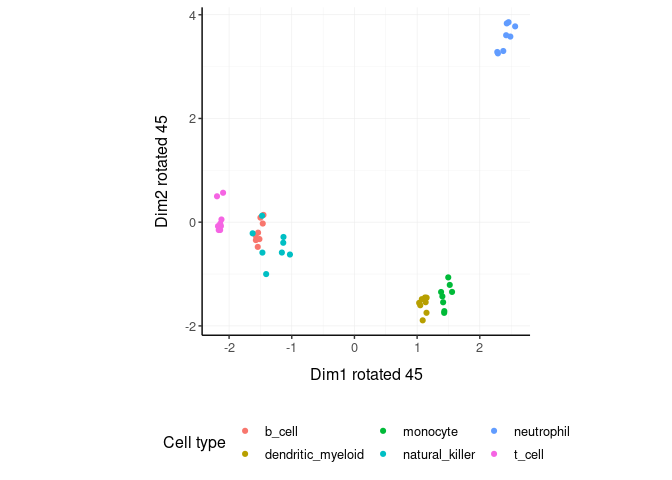 4
2
0
-2
Dim2 rotated 45
-2 -1 0 1 2
Dim1 rotated 45
Cell type
b_cell monocyte neutrophil
dendritic_myeloid natural_killer t_cell